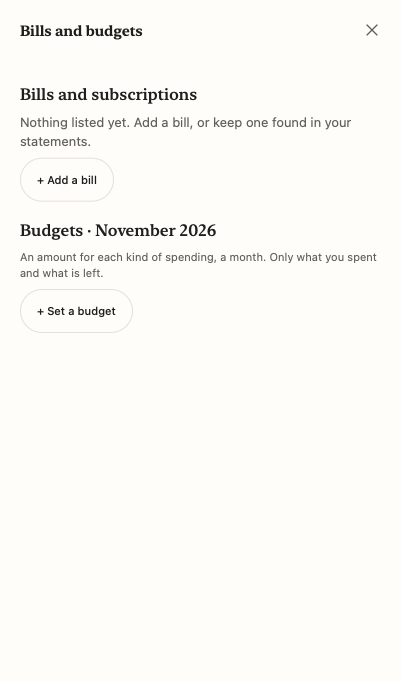 Bills and budgets
Bills and subscriptions
Nothing listed yet. Add a bill, or keep one found in your
statements.
+ Add a bill
Budgets · November 2026
An amount for each kind of spending, a month. Only what you spent
and what is left.
+ Set a budget